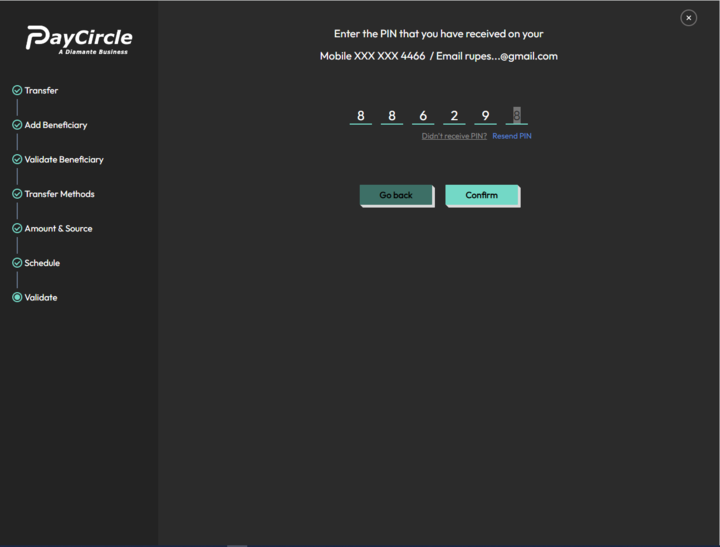 PayCircle
A Diamante Business
Transfer
Add Beneficiary
Validate Beneficiary
Transfer Methods
Amount & Source
Schedule
Validate
Enter the PIN that you have received on your
Mobile XXX XXX 4466 / Email rupes...@gmail.com
8 8 6 2 9
Didn't receive PIN? Resend PIN
Go back Confirm